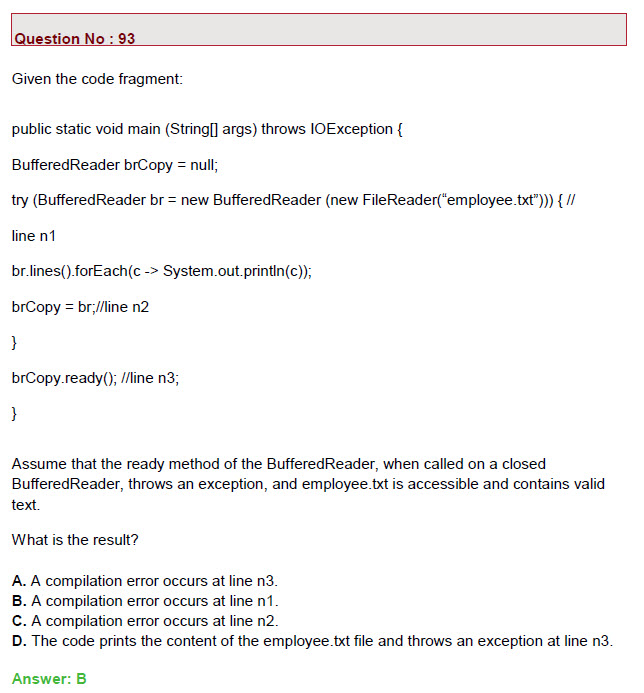 Question No : 93
Given the code fragment:
public static void main (String[] args) throws IOException {
BufferedReader brCopy = null;
try (BufferedReader br = new BufferedReader (new FileReader(“employee.txt”))) { //
line n1
br.lines().forEach(c -> System.out.println(c));
brCopy = br;//line n2
}
brCopy.ready(); //line n3;
}
Assume that the ready method of the BufferedReader, when called on a closed
BufferedReader, throws an exception, and employee.txt is accessible and contains valid
text.
What is the result?
A. A compilation error occurs at line n3.
B. A compilation error occurs at line n1.
C. A compilation error occurs at line n2.
D. The code prints the content of the employee.txt file and throws an exception at line n3.
Answer: B